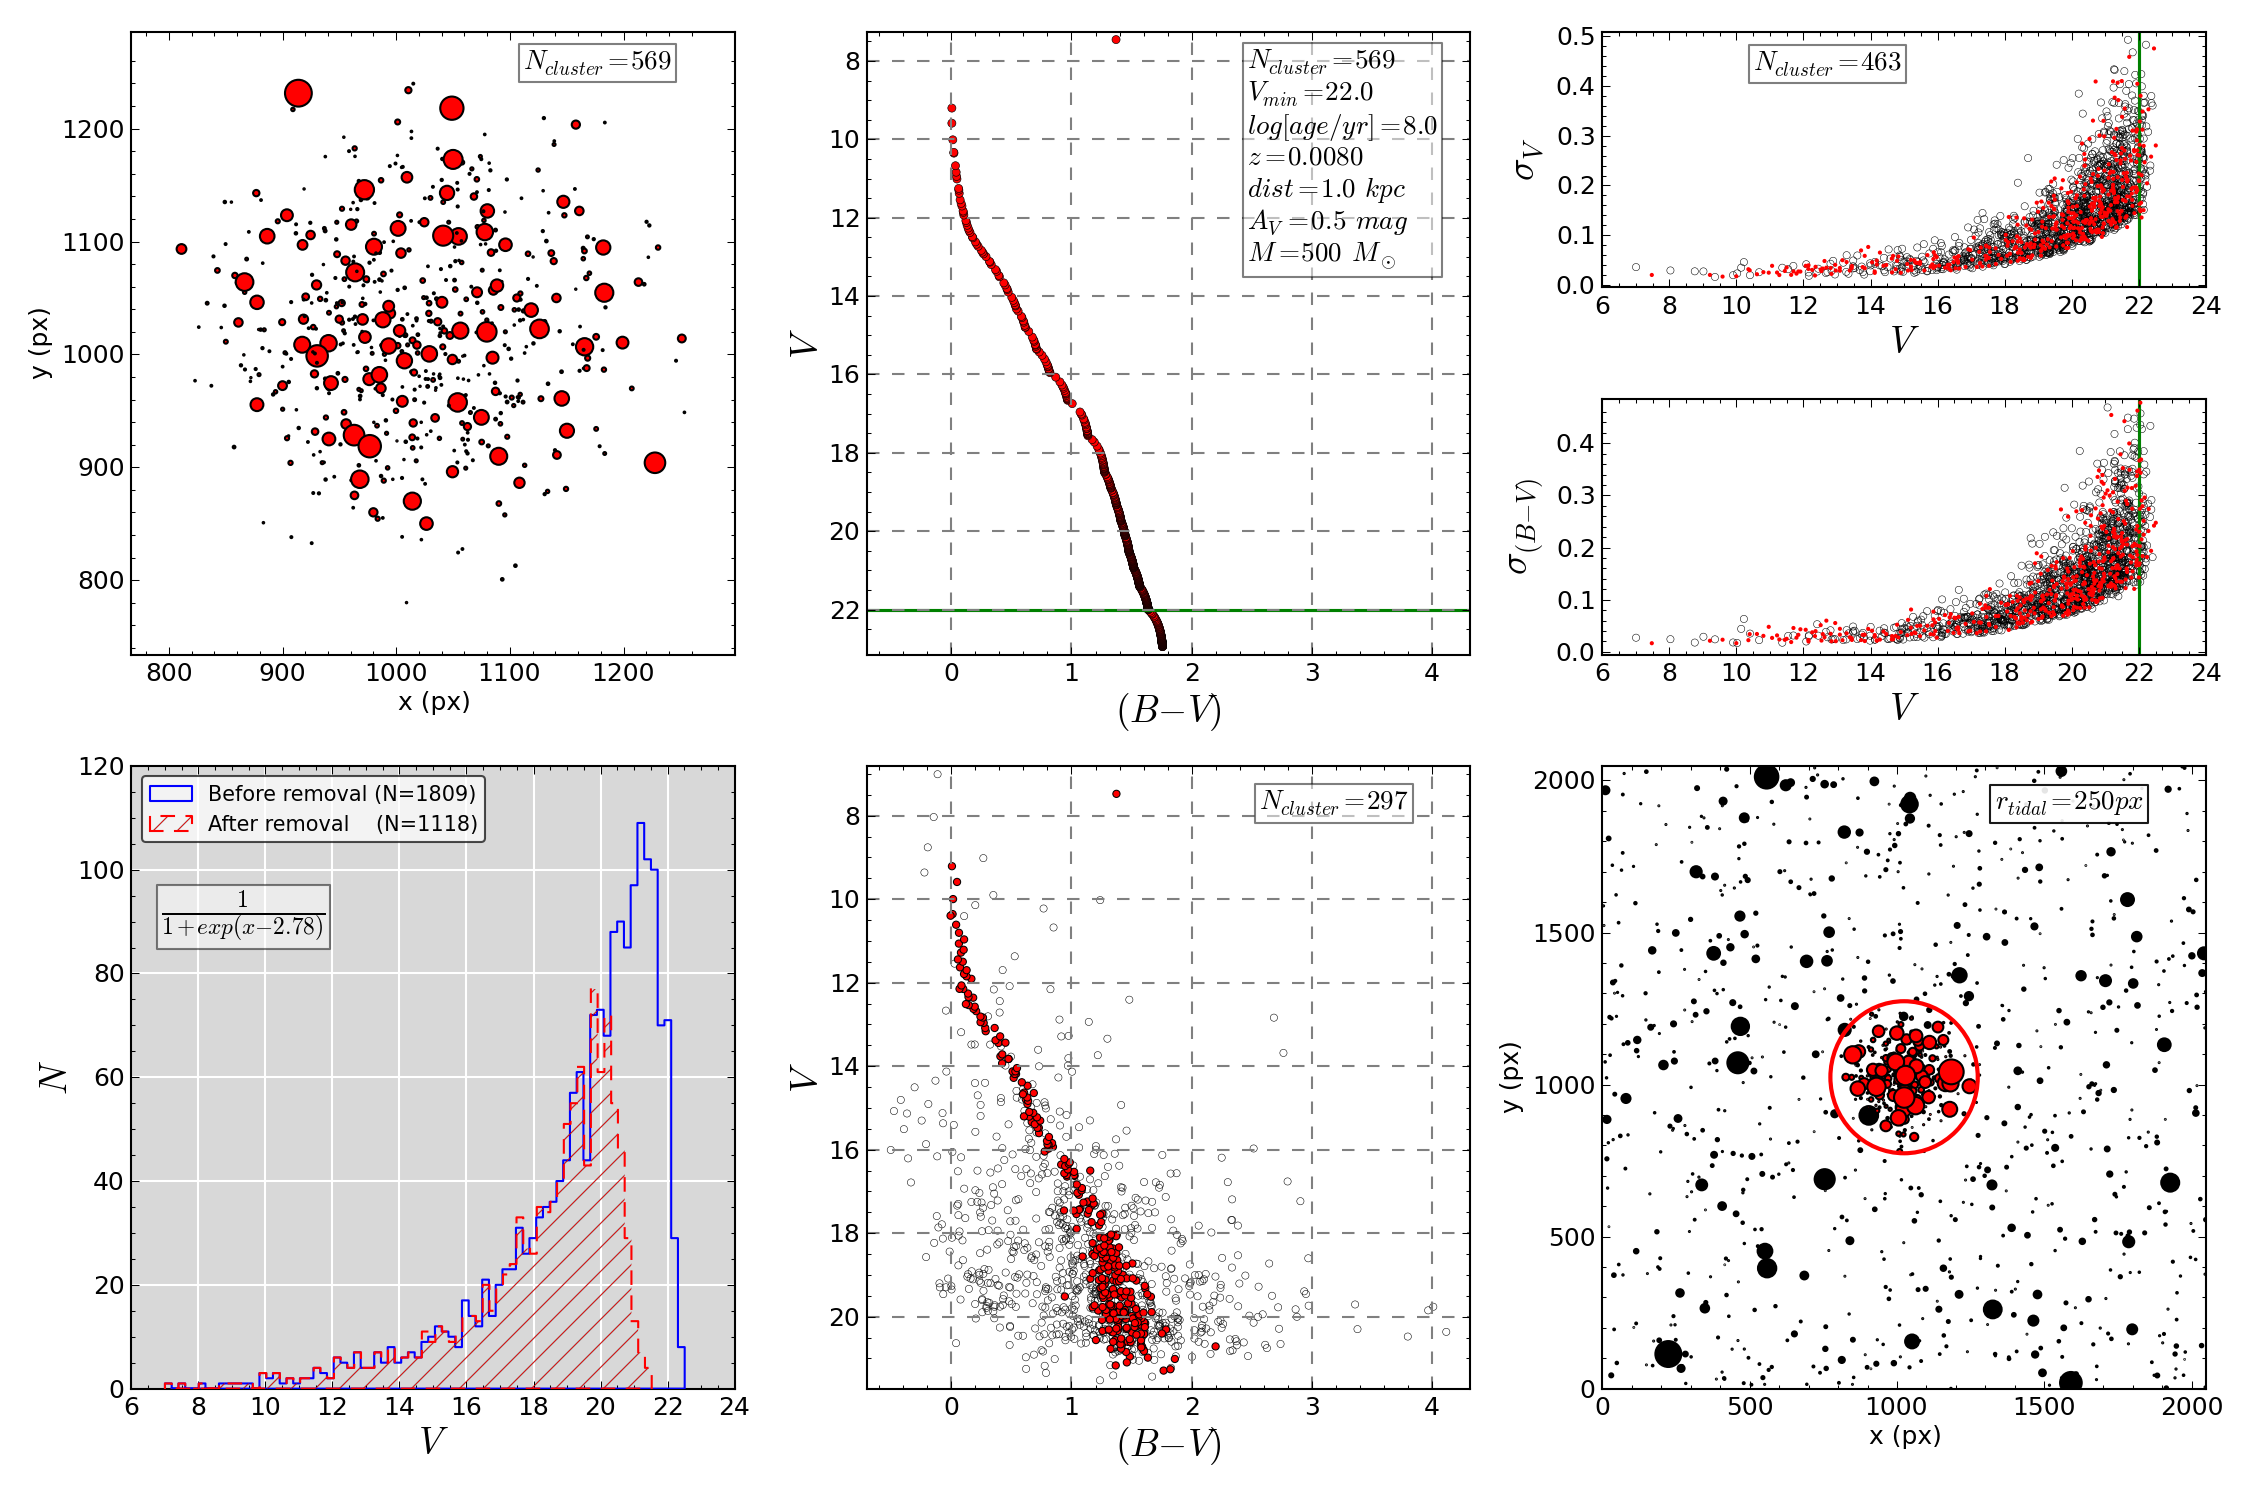 N_cluster=569
1200
1100
1000
900
800
y (px)
800 900 1000 1100 1200
x (px)
N_cluster=569
V_min=22.0
log[age/yr]=8.0
z=0.0080
dist=1.0 kpc
A_V=0.5 mag
M=500 M_⊙
8
10
12
14
16
18
20
22
V
0 1 2 3 4
(B−V)
N_cluster=463
0.5
0.4
0.3
0.2
0.1
0.0
σ_V
6 8 10 12 14 16 18 20 22 24
V
0.4
0.3
0.2
0.1
0.0
σ_(B−V)
6 8 10 12 14 16 18 20 22 24
V
Before removal (N=1809)
After removal (N=1118)
1
1+exp(x−2.78)
120
100
80
60
40
20
0
N
6 8 10 12 14 16 18 20 22 24
V
N_cluster=297
8
10
12
14
16
18
20
V
0 1 2 3 4
(B−V)
r_tidal=250px
2000
1500
1000
500
0
y (px)
0 500 1000 1500 2000
x (px)